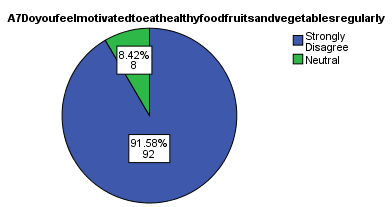 A7Doyoufeelmotivatedtoeathealthyfoodfruitsandvegetablesregularly
Strongly
Disagree
Neutral
8.42%
8
91.58%
92